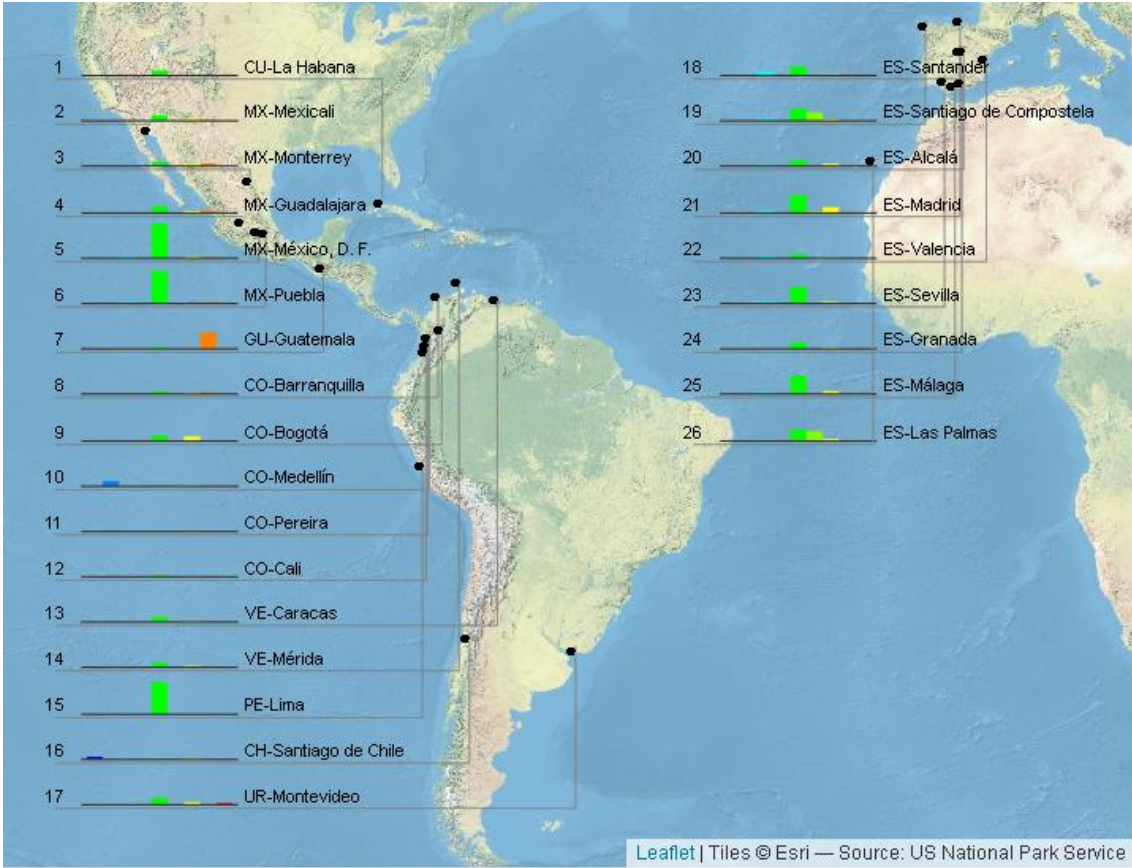 1 CU-La Habana
2 MX-Mexicali
3 MX-Monterrey
4 MX-Guadalajara
5 MX-México, D. F.
6 MX-Puebla
7 GU-Guatemala
8 CO-Barranquilla
9 CO-Bogotá
10 CO-Medellín
11 CO-Pereira
12 CO-Cali
13 VE-Caracas
14 VE-Mérida
15 PE-Lima
16 CH-Santiago de Chile
17 UR-Montevideo
18 ES-Santander
19 ES-Santiago de Compostela
20 ES-Alcalá
21 ES-Madrid
22 ES-Valencia
23 ES-Sevilla
24 ES-Granada
25 ES-Málaga
26 ES-Las Palmas
Leaflet | Tiles © Esri — Source: US National Park Service